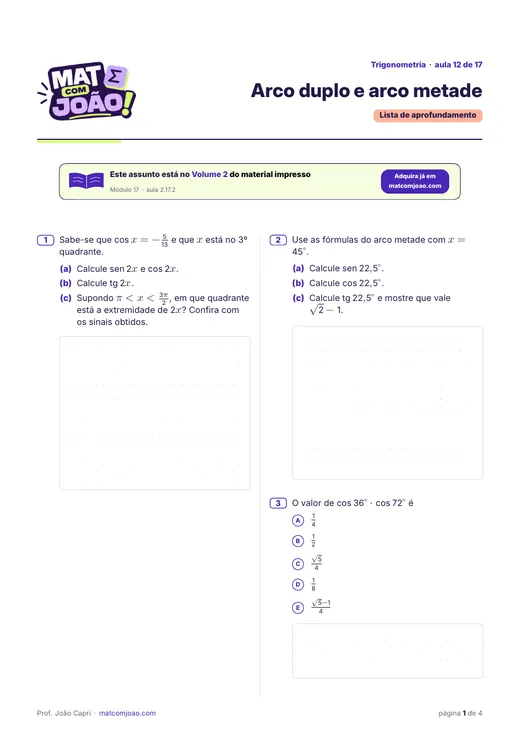 MAT Σ
COM
JOÃO!
Trigonometria · aula 12 de 17
Arco duplo e arco metade
Lista de aprofundamento
Este assunto está no Volume 2 do material impresso
Módulo 17 · aula 2.17.2
Adquira já em
matcomjoao.com
1 Sabe-se que cos x = −5/13 e que x está no 3º
quadrante.
(a) Calcule sen 2x e cos 2x.
(b) Calcule tg 2x.
(c) Supondo π < x < 3π/2, em que quadrante
está a extremidade de 2x? Confira com
os sinais obtidos.
2 Use as fórmulas do arco metade com x =
45°.
(a) Calcule sen 22,5°.
(b) Calcule cos 22,5°.
(c) Calcule tg 22,5° e mostre que vale
√2 − 1.
3 O valor de cos 36° · cos 72° é
A 1/4
B 1/2
C √5/4
D 1/8
E √5−1/4
Prof. João Capri · matcomjoao.com
página 1 de 4